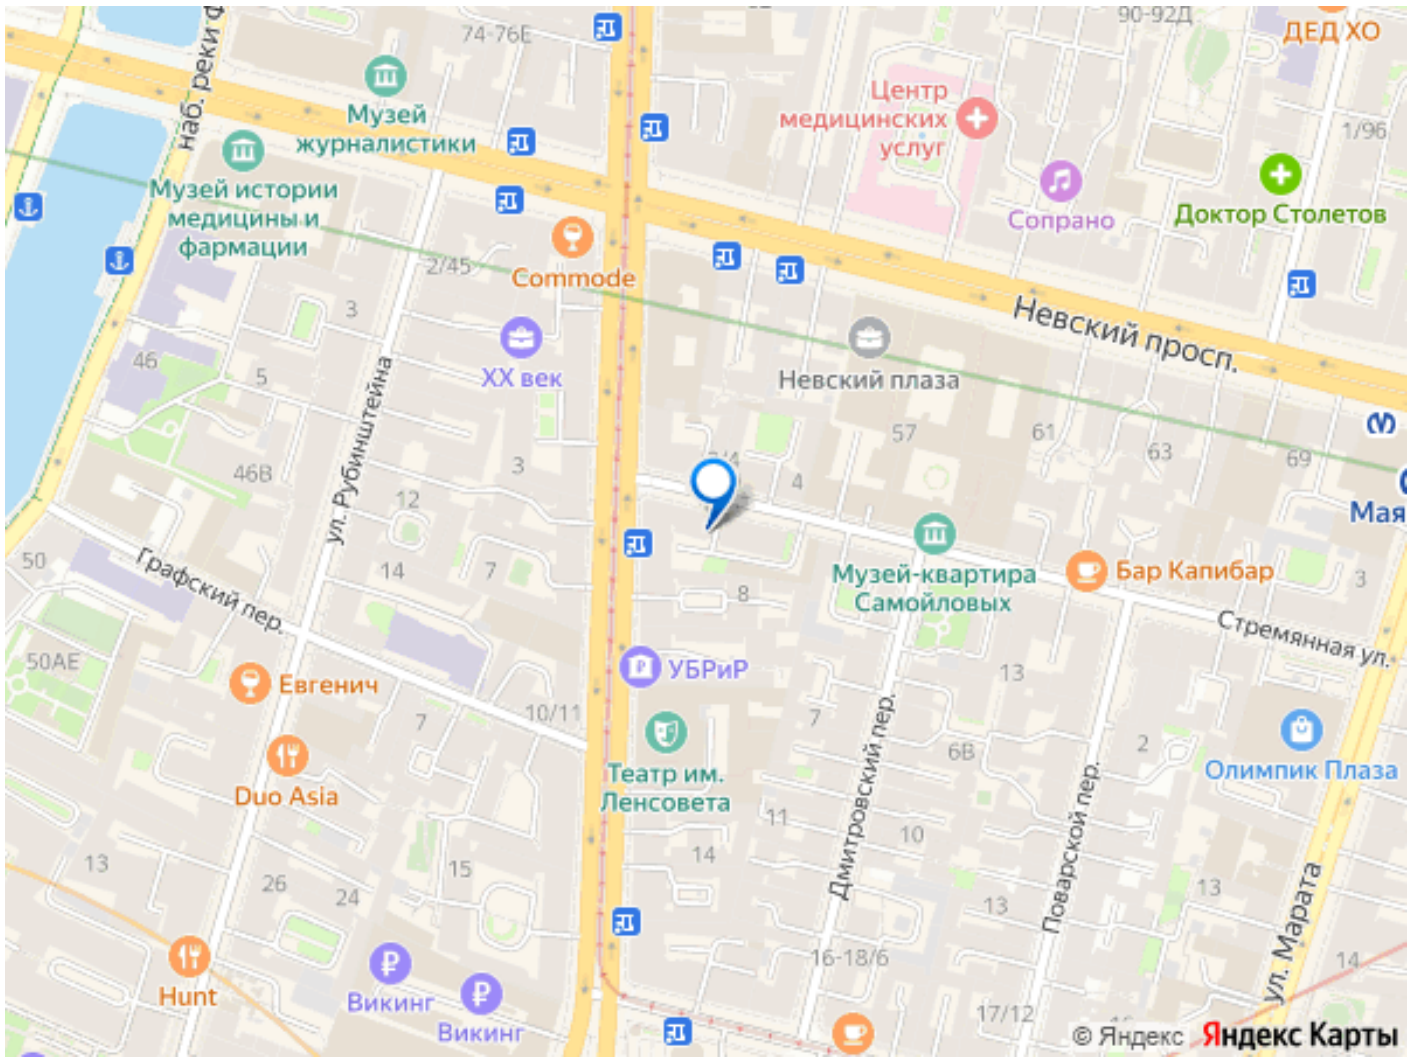 74-76Е
90-92Д
ДЕД ХО
наб. реки Ф
Музей
журналистики
Центр
медицинских
услуг
1/96
Музей истории
медицины и
фармации
Сопрано
Доктор Столетов
2/45
Commode
3
Невский просп.
46
5
ХХ век
Невский плаза
ул. Рубинштейна
57
61
63
69
46В
3
12
4
Мая
50
Графский пер.
14
7
8
Музей-квартира
Самойловых
Бар Капибар
3
Стремянная ул.
50АЕ
Евгенич
УБРиР
13
10/11
7
7
6В
2
Дмитровский пер.
Поварской пер.
Олимпик Плаза
Duo Asia
Театр им.
Ленсовета
11
10
13
15
14
26
24
13
13
ул. Марата
16-18/6
14
Hunt
Викинг
Викинг
17/12
© Яндекс Яндекс Карты